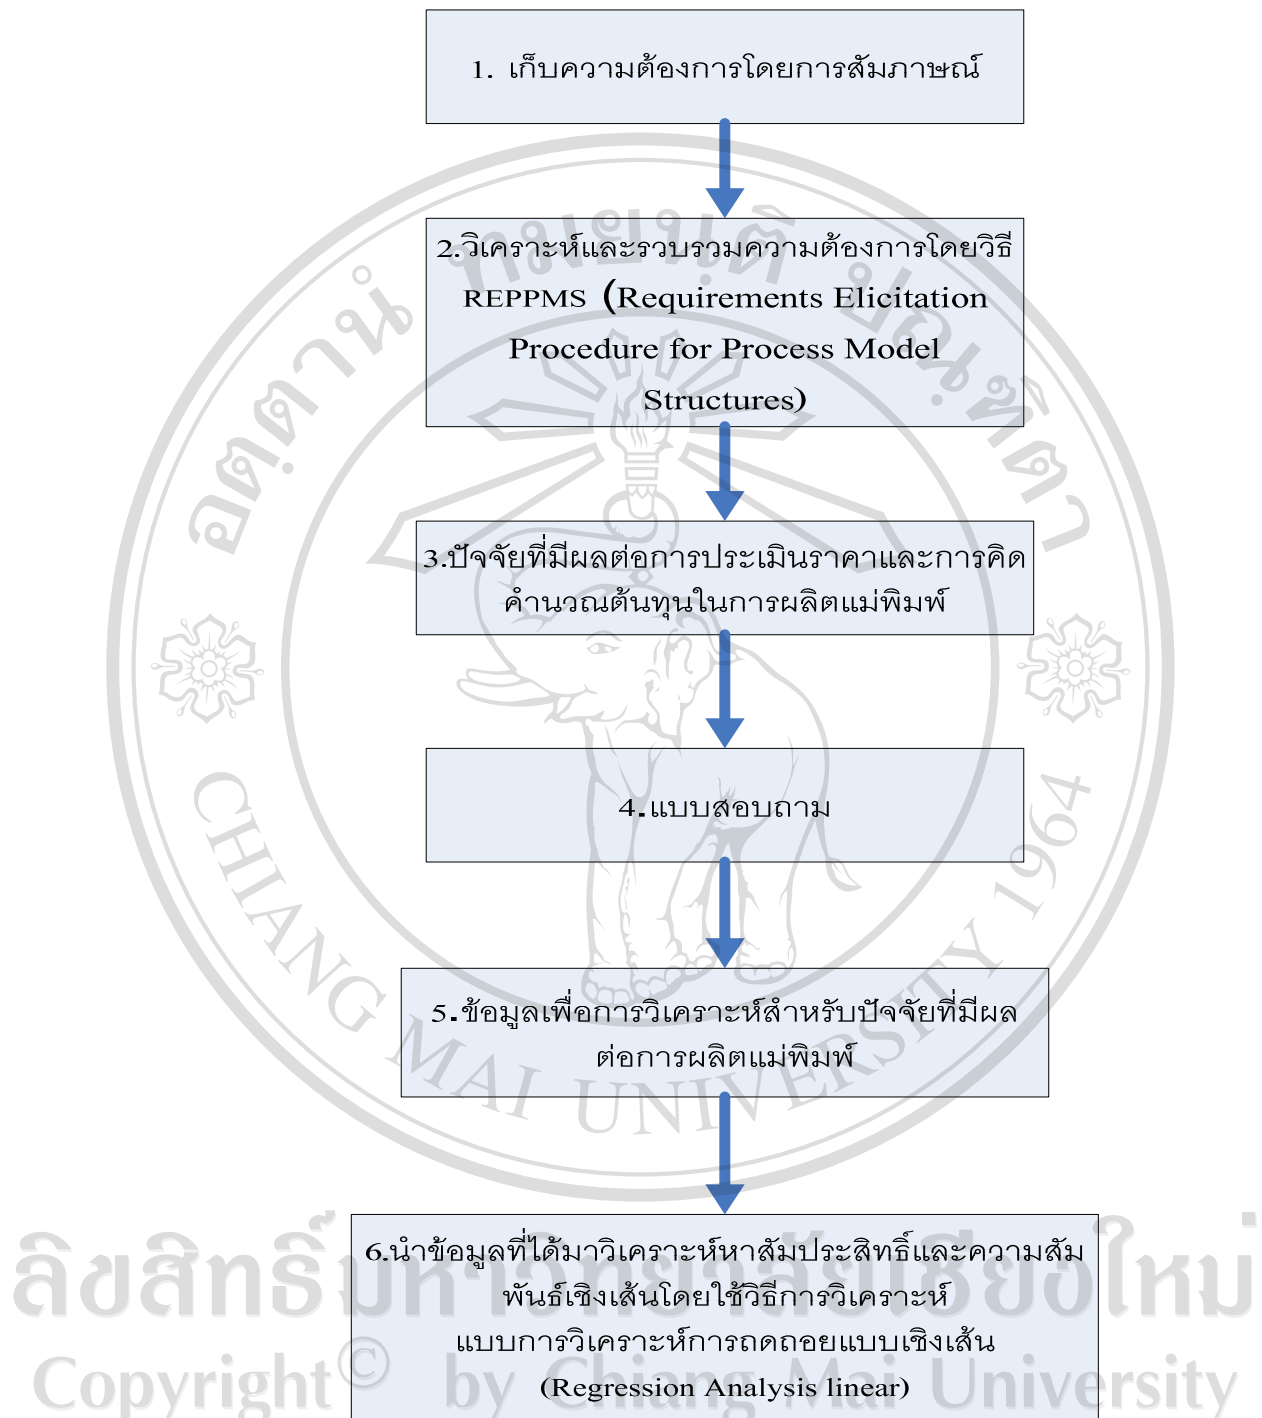 1. เก็บความต้องการโดยการสัมภาษณ์
2.วิเคราะห์และรวบรวมความต้องการโดยวิธี
REPPMS (Requirements Elicitation
Procedure for Process Model
Structures)
3.ปัจจัยที่มีผลต่อการประเมินราคาและการคิด
คำนวณต้นทุนในการผลิตแม่พิมพ์
4.แบบสอบถาม
5.ข้อมูลเพื่อการวิเคราะห์สำหรับปัจจัยที่มีผล
ต่อการผลิตแม่พิมพ์
6.นำข้อมูลที่ได้มาวิเคราะห์หาสัมประสิทธิ์และความสัม
พันธ์เชิงเส้นโดยใช้วิธีการวิเคราะห์
แบบการวิเคราะห์การถดถอยแบบเชิงเส้น
(Regression Analysis linear)
อตฺตานํ ทมยนฺติ ปณฺฑิตา
CHIANG MAI UNIVERSITY 1964
ลิขสิทธิ์มหาวิทยาลัยเชียงใหม่
Copyright© by Chiang Mai University